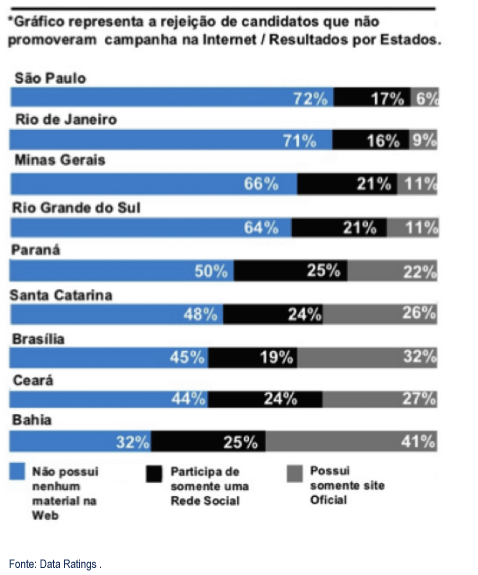 *Gráfico representa a rejeição de candidatos que não
promoveram campanha na Internet / Resultados por Estados.
São Paulo
72% 17% 6%
Rio de Janeiro
71% 16% 9%
Minas Gerais
66% 21% 11%
Rio Grande do Sul
64% 21% 11%
Paraná
50% 25% 22%
Santa Catarina
48% 24% 26%
Brasília
45% 19% 32%
Ceará
44% 24% 27%
Bahia
32% 25% 41%
Não possui
nenhum
material na
Web
Participa de
somente uma
Rede Social
Possui
somente site
Oficial
Fonte: Data Ratings .